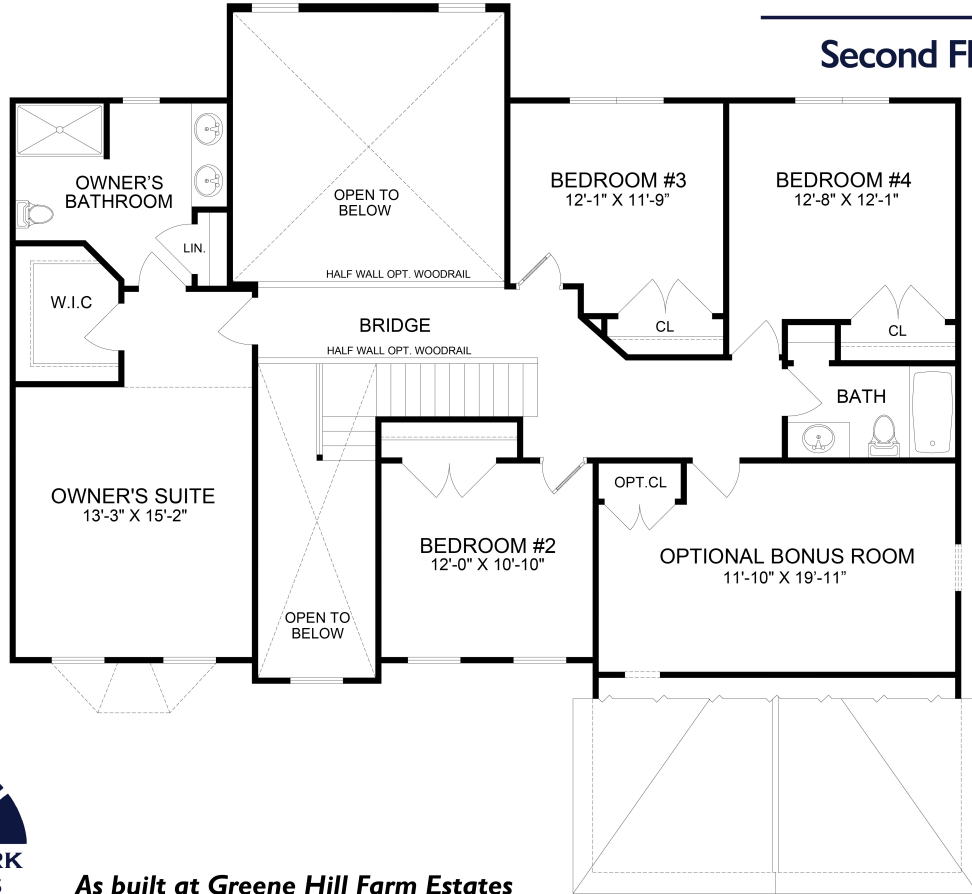 Second Fl
OWNER'S
BATHROOM
OPEN TO
BELOW
BEDROOM #3
12'-1" X 11'-9”
BEDROOM #4
12'-8" X 12'-1"
LIN.
HALF WALL OPT. WOODRAIL
W.I.C
BRIDGE
CL
CL
HALF WALL OPT. WOODRAIL
BATH
OWNER'S SUITE
13'-3" X 15'-2"
OPT.CL
BEDROOM #2
12'-0" X 10'-10"
OPTIONAL BONUS ROOM
11'-10" X 19'-11”
OPEN TO
BELOW
RK
S
As built at Greene Hill Farm Estates